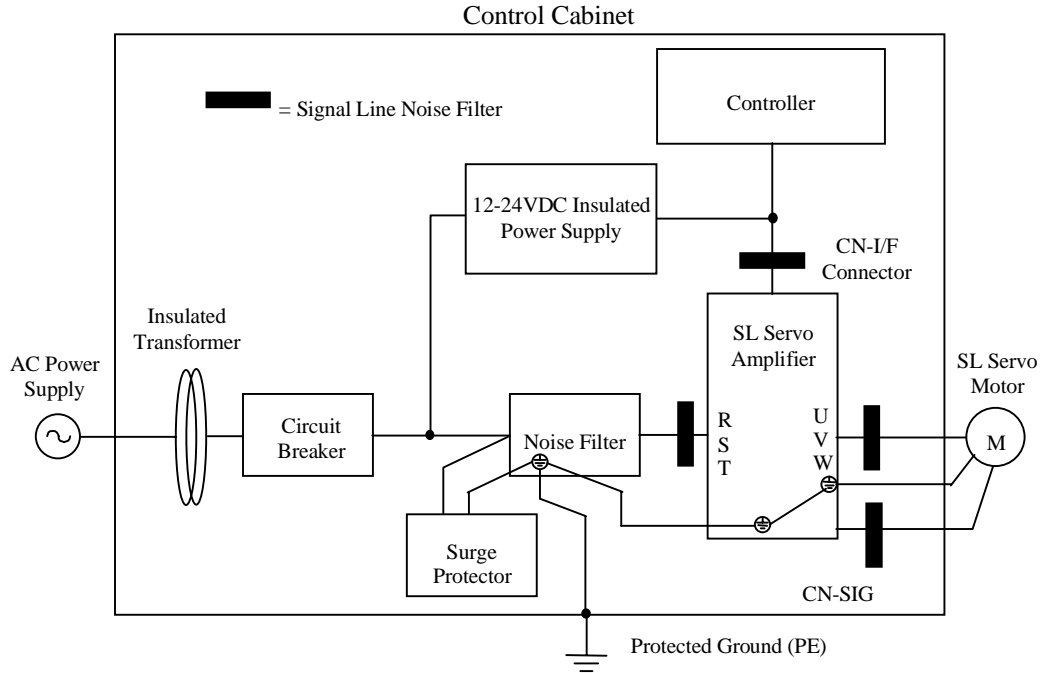 Control Cabinet
= Signal Line Noise Filter
Controller
12-24VDC Insulated
Power Supply
CN-I/F
Connector
Insulated
Transformer
SL Servo
Amplifier
AC Power
Supply
SL Servo
Motor
Circuit
Breaker
Noise Filter
R
S
T
U
V
W
M
Surge
Protector
CN-SIG
Protected Ground (PE)